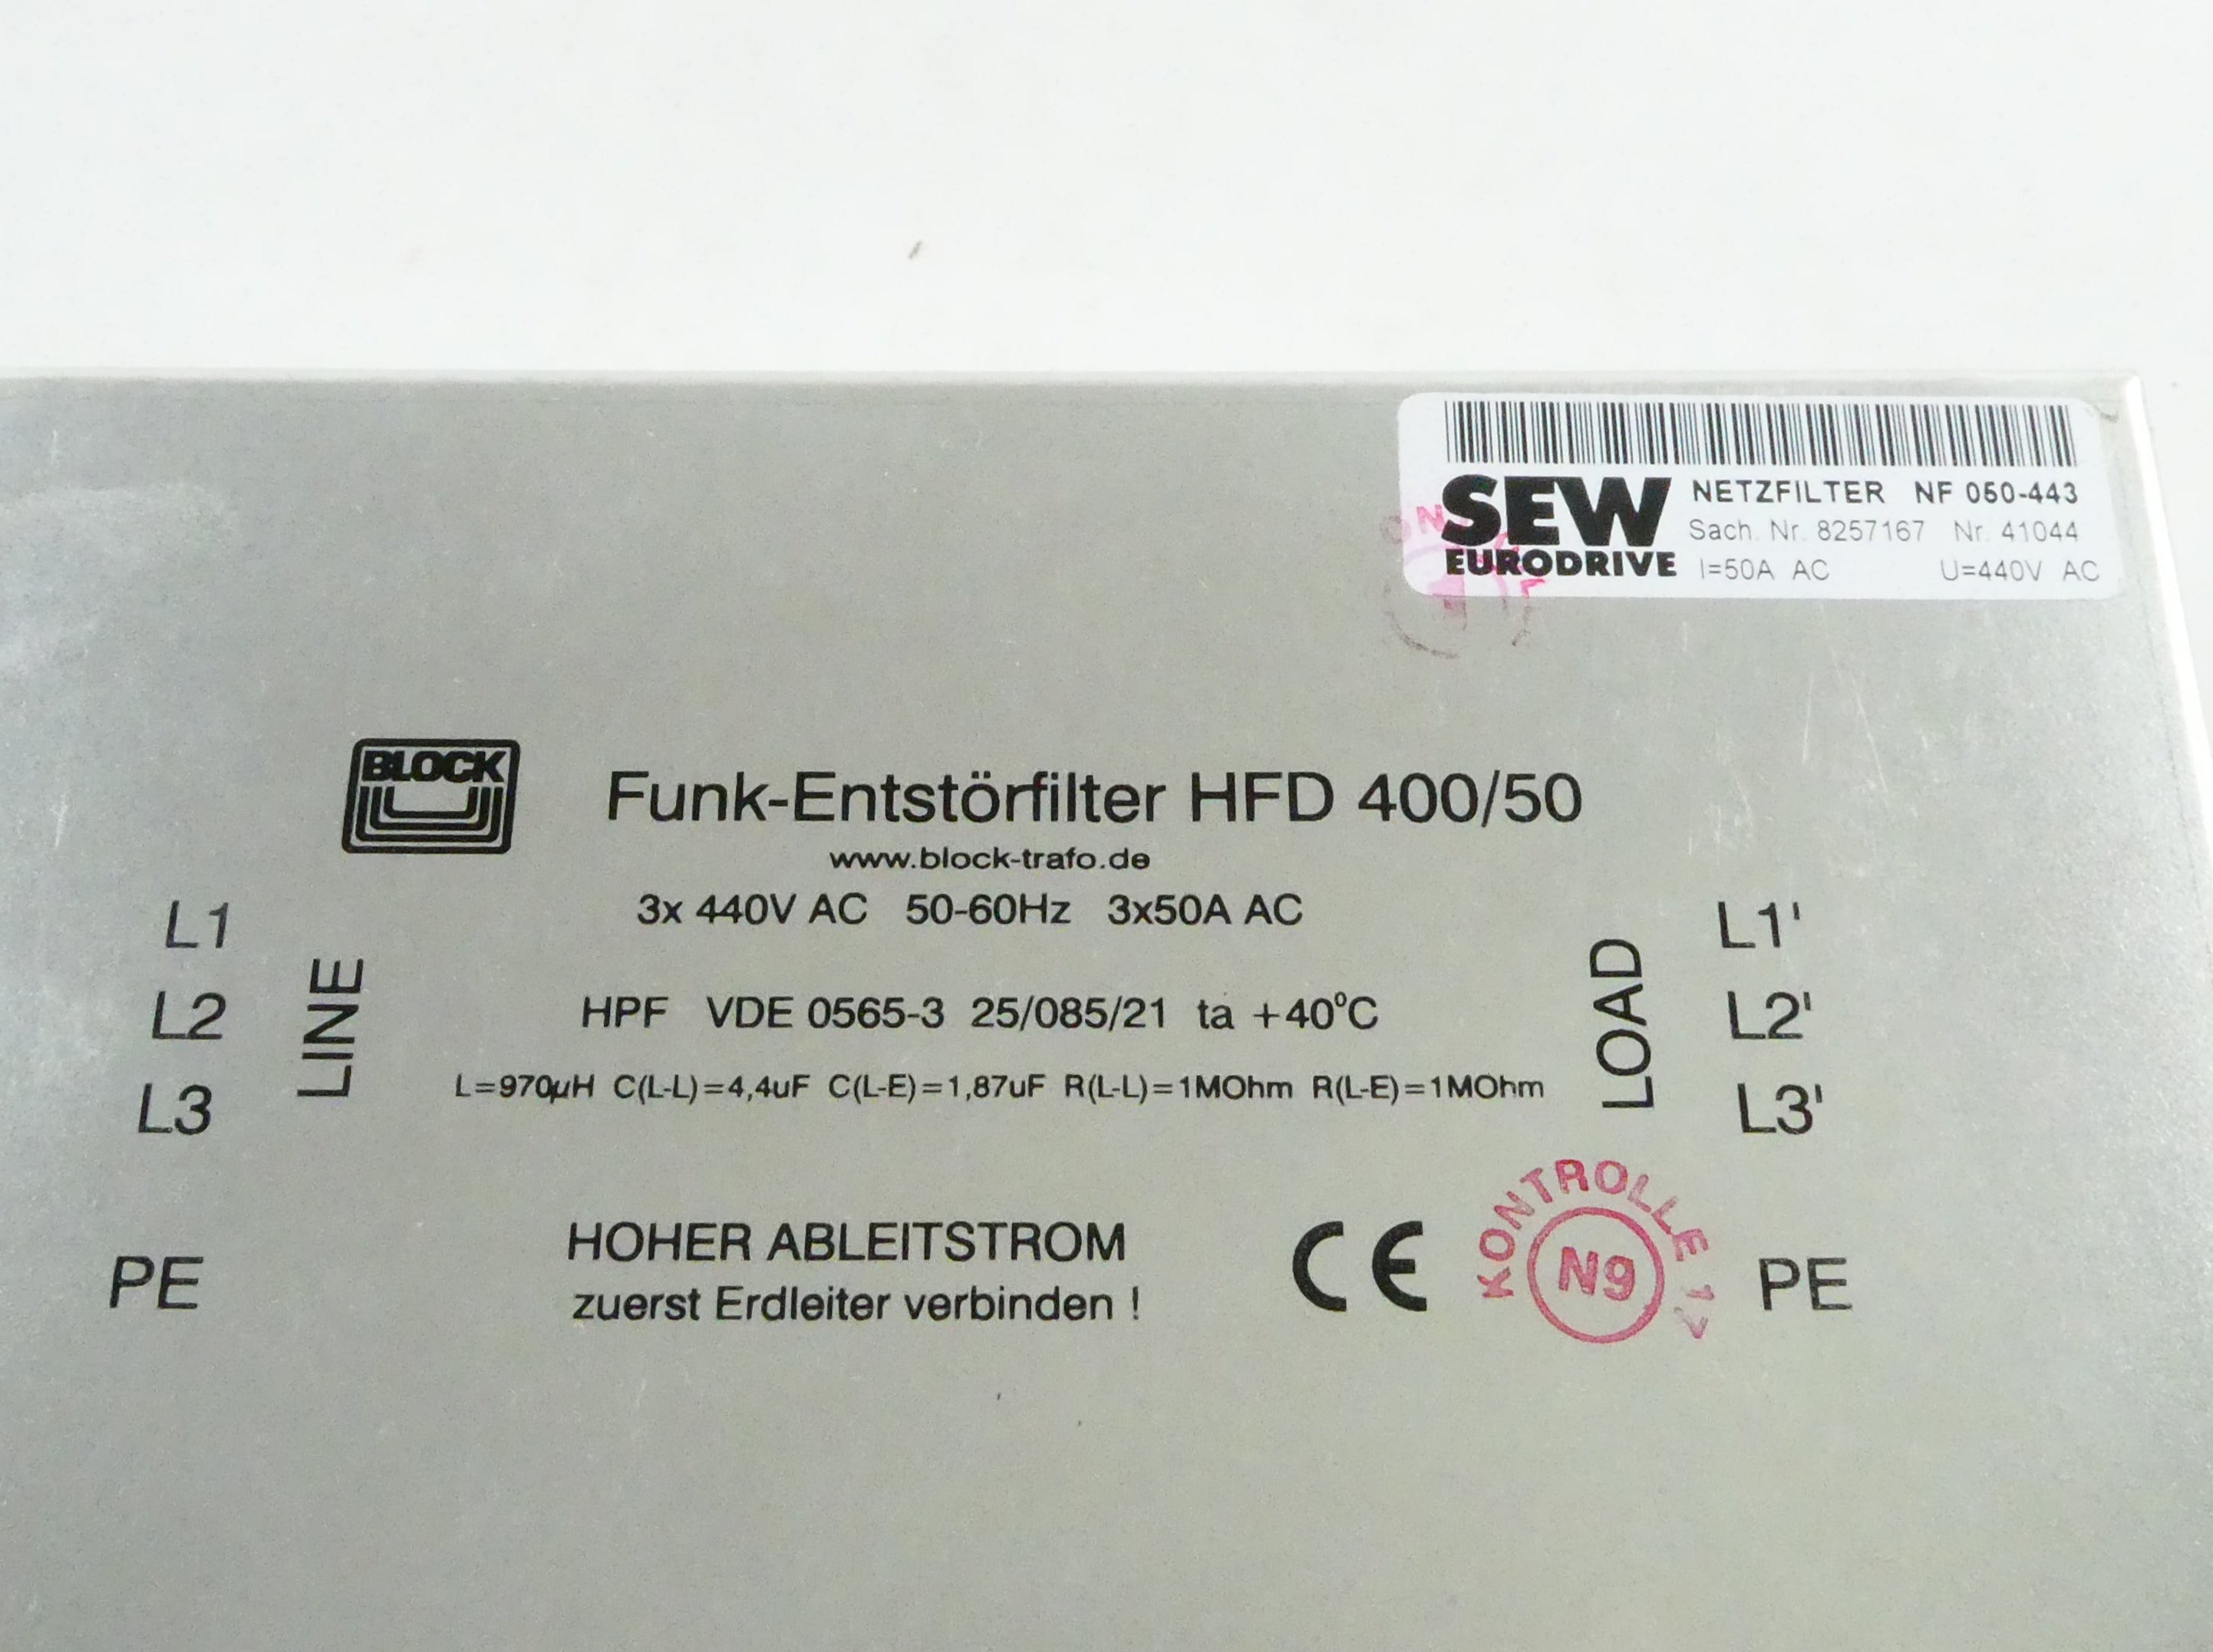 SEW
EURODRIVE
NETZFILTER NF 050-443
Sach. Nr. 8257167 Nr. 41044
I=50A AC U=440V AC
BLOCK
Funk-Entstörfilter HFD 400/50
www.block-trafo.de
3x 440V AC 50-60Hz 3x50A AC
HPF VDE 0565-3 25/085/21 ta +40°C
L=970µH C(L-L)=4,4uF C(L-E)=1,87uF R(L-L)=1MOhm R(L-E)=1MOhm
L1
L2
L3
LINE
LOAD
L1'
L2'
L3'
PE
HOHER ABLEITSTROM
zuerst Erdleiter verbinden !
CE
KONTROLLE 17
N9
PE